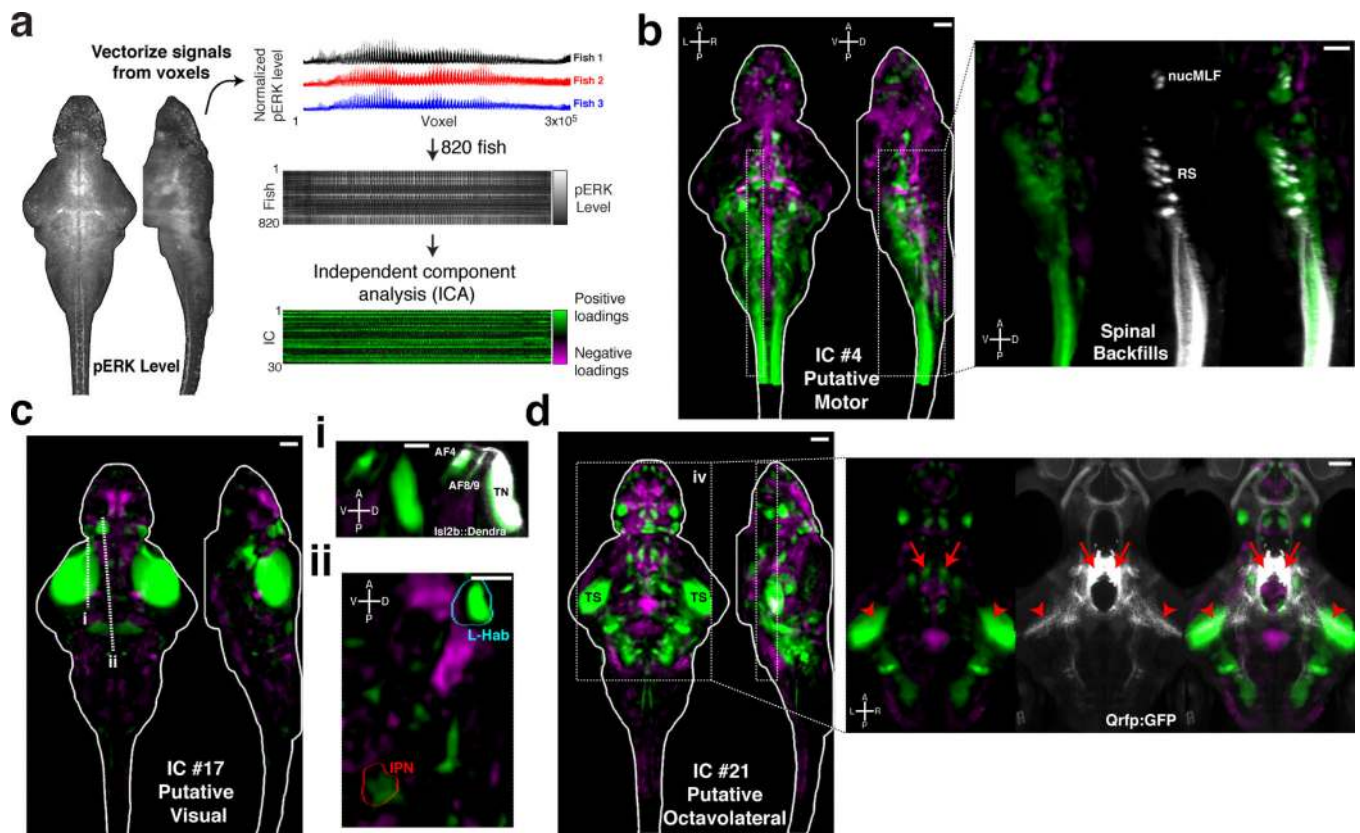 a
Vectorize signals
from voxels
Normalized
pERK level
Fish 1
Fish 2
Fish 3
1
Voxel
3x10⁵
820 fish
1
Fish
820
pERK
Level
Independent component
analysis (ICA)
1
IC
30
Positive
loadings
Negative
loadings
pERK Level
b
A
L R
P
A
V D
P
IC #4
Putative
Motor
nucMLF
RS
A
V D
P
Spinal
Backfills
c
i
ii
IC #17
Putative
Visual
i
AF4
AF8/9
TN
A
V D
P
Isl2b::Dendra
ii
A
V D
P
L-Hab
IPN
d
iv
TS
TS
IC #21
Putative
Octavolateral
A
L R
P
Qrfp:GFP